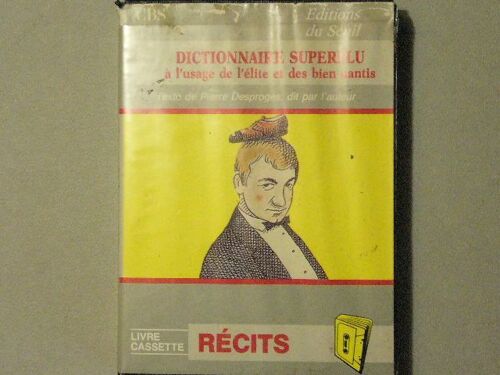 CBS
Editions
du Seuil
DICTIONNAIRE SUPERFLU
à l'usage de l'élite et des bien nantis
Texte de Pierre Desproges, dit par l'auteur
LIVRE
CASSETTE
RÉCITS